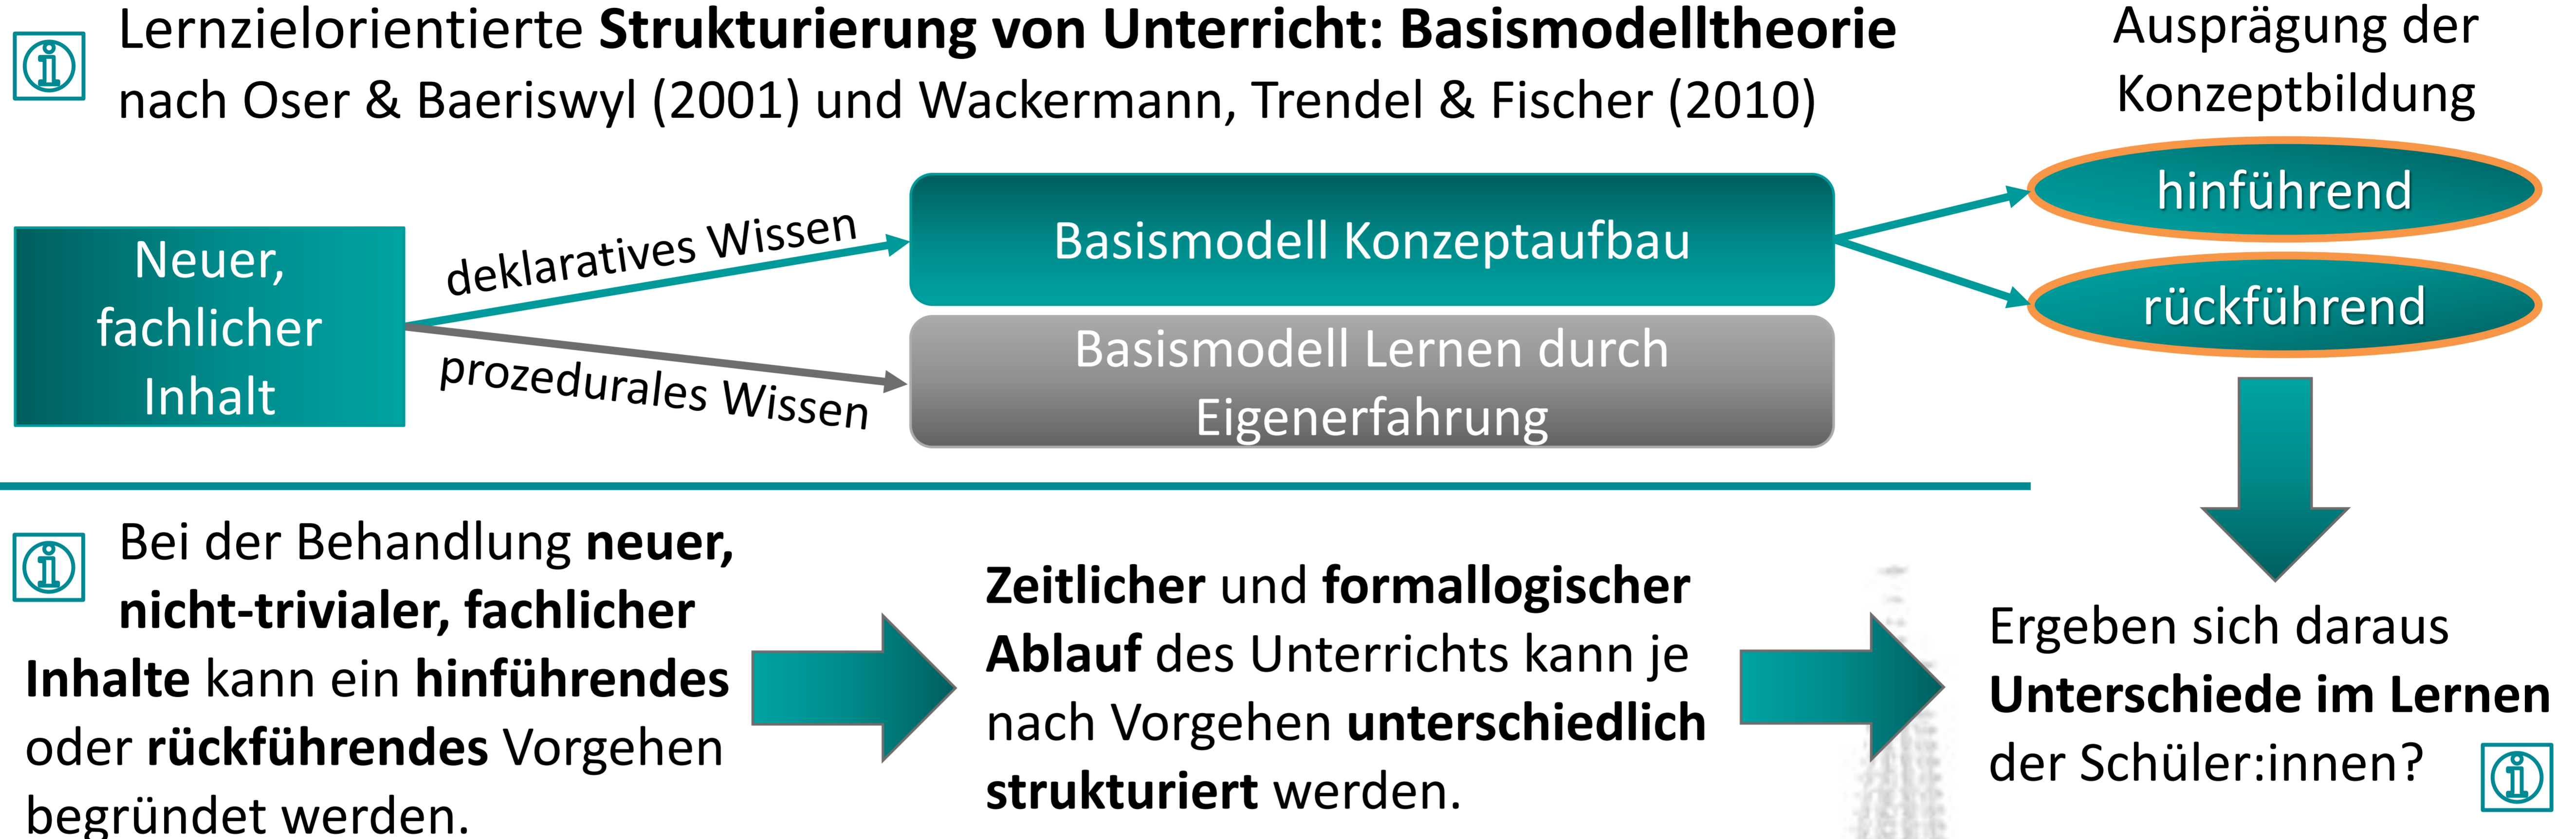 Lernzielorientierte Strukturierung von Unterricht: Basismodelltheorie
nach Oser & Baeriswyl (2001) und Wackermann, Trendel & Fischer (2010)
Ausprägung der
Konzeptbildung
Neuer,
fachlicher
Inhalt
deklaratives Wissen
prozedurales Wissen
Basismodell Konzeptaufbau
Basismodell Lernen durch
Eigenerfahrung
hinführend
rückführend
Bei der Behandlung neuer,
nicht-trivialer, fachlicher
Inhalte kann ein hinführendes
oder rückführendes Vorgehen
begründet werden.
Zeitlicher und formallogischer
Ablauf des Unterrichts kann je
nach Vorgehen unterschiedlich
strukturiert werden.
Ergeben sich daraus
Unterschiede im Lernen
der Schüler:innen?